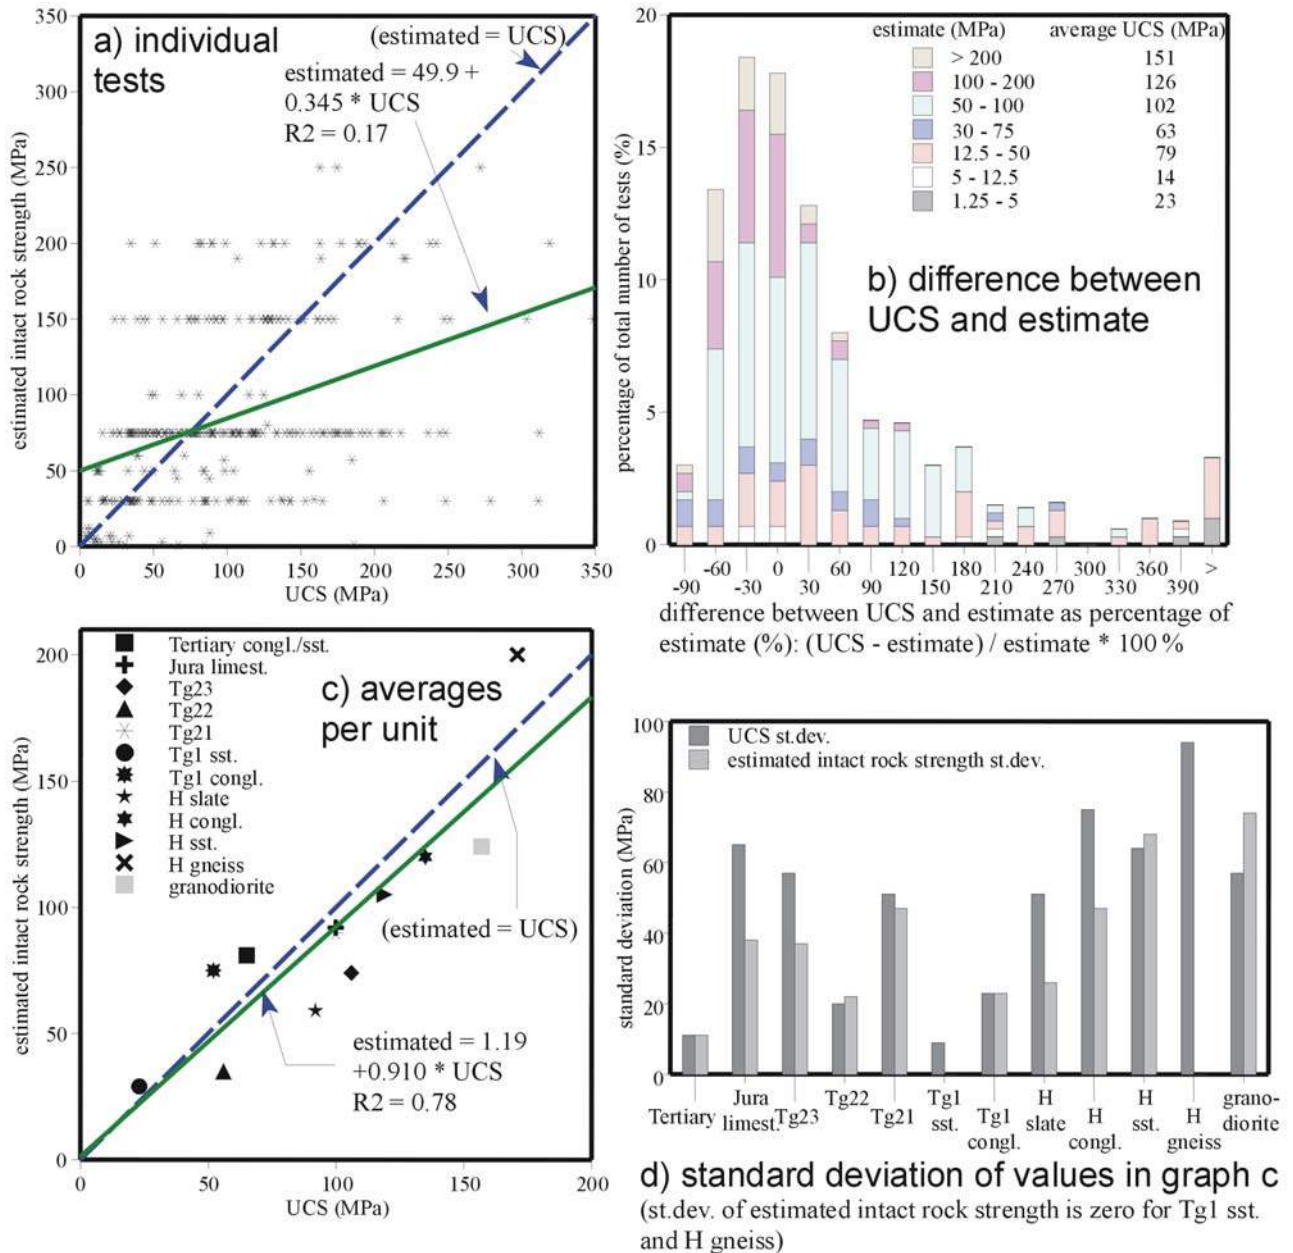 a) individual
tests
(estimated = UCS)
estimated = 49.9 +
0.345 * UCS
R2 = 0.17
estimated intact rock strength (MPa)
350
300
250
200
150
100
50
0
0 50 100 150 200 250 300 350
UCS (MPa)
estimate (MPa) average UCS (MPa)
> 200 151
100 - 200 126
50 - 100 102
30 - 75 63
12.5 - 50 79
5 - 12.5 14
1.25 - 5 23
b) difference between
UCS and estimate
percentage of total number of tests (%)
20
15
10
5
0
-60 0 60 120 180 240 300 360 >
-90 -30 30 90 150 210 270 330 390
difference between UCS and estimate as percentage of
estimate (%): (UCS - estimate) / estimate * 100 %
Tertiary congl./sst.
Jura limest.
Tg23
Tg22
Tg21
Tg1 sst.
Tg1 congl.
H slate
H congl.
H sst.
H gneiss
granodiorite
c) averages
per unit
(estimated = UCS)
estimated = 1.19
+0.910 * UCS
R2 = 0.78
estimated intact rock strength (MPa)
200
150
100
50
0
0 50 100 150 200
UCS (MPa)
UCS st.dev.
estimated intact rock strength st.dev.
standard deviation (MPa)
100
80
60
40
20
0
Tertiary
Jura
limest.
Tg23
Tg22
Tg21
Tg1
sst.
Tg1
congl.
H
slate
H
congl.
H
sst.
H
gneiss
grano-
diorite
d) standard deviation of values in graph c
(st.dev. of estimated intact rock strength is zero for Tg1 sst.
and H gneiss)